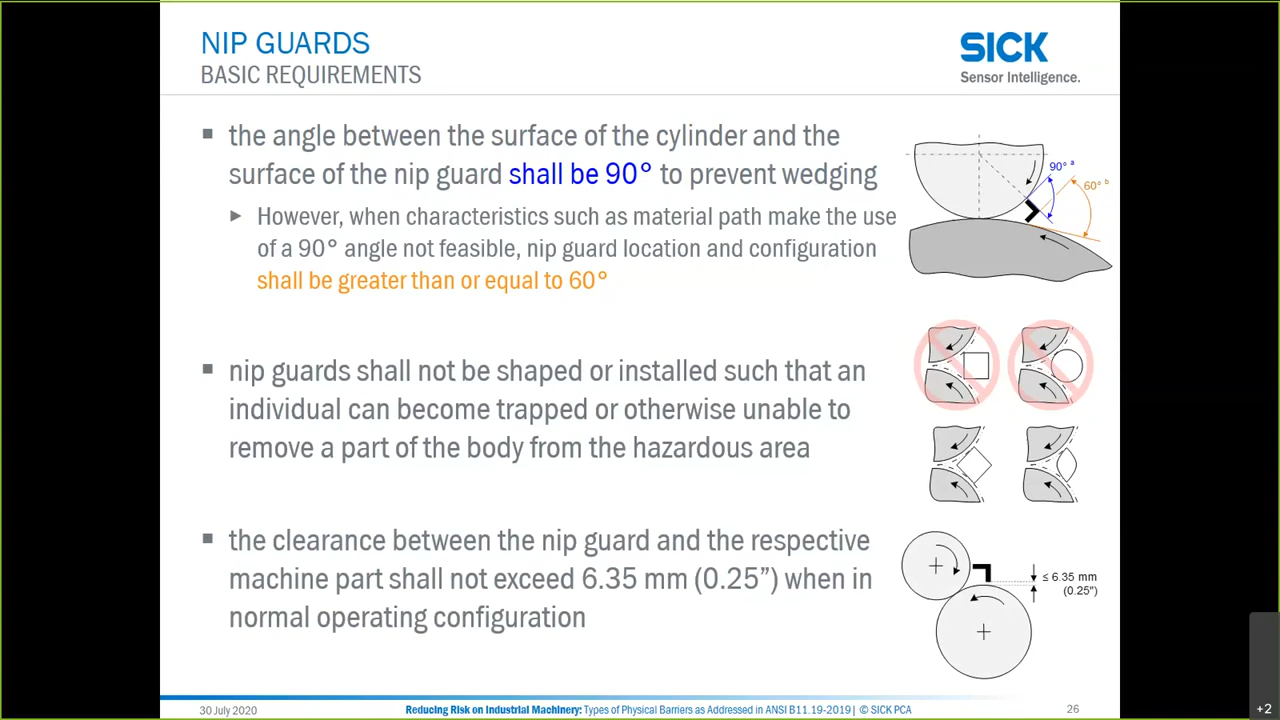 NIP GUARDS
BASIC REQUIREMENTS
SICK
Sensor Intelligence.
▪ the angle between the surface of the cylinder and the
surface of the nip guard shall be 90° to prevent wedging
▶ However, when characteristics such as material path make the use
of a 90° angle not feasible, nip guard location and configuration
shall be greater than or equal to 60°
90° a
60° b
▪ nip guards shall not be shaped or installed such that an
individual can become trapped or otherwise unable to
remove a part of the body from the hazardous area
▪ the clearance between the nip guard and the respective
machine part shall not exceed 6.35 mm (0.25”) when in
normal operating configuration
≤ 6.35 mm
(0.25")
30 July 2020
Reducing Risk on Industrial Machinery: Types of Physical Barriers as Addressed in ANSI B11.19-2019| © SICK PCA
26
+2